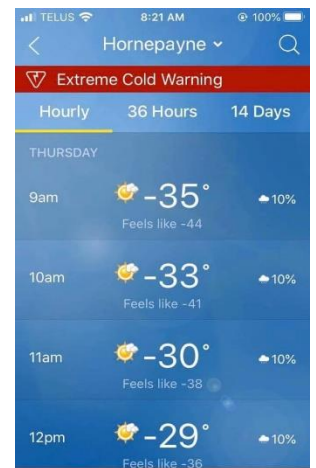 TELUS 8:21 AM 100%
Hornepayne
Extreme Cold Warning
Hourly 36 Hours 14 Days
THURSDAY
9am -35° 10%
Feels like -44
10am -33° 10%
Feels like -41
11am -30° 10%
Feels like -38
12pm -29° 10%
Feels like -36